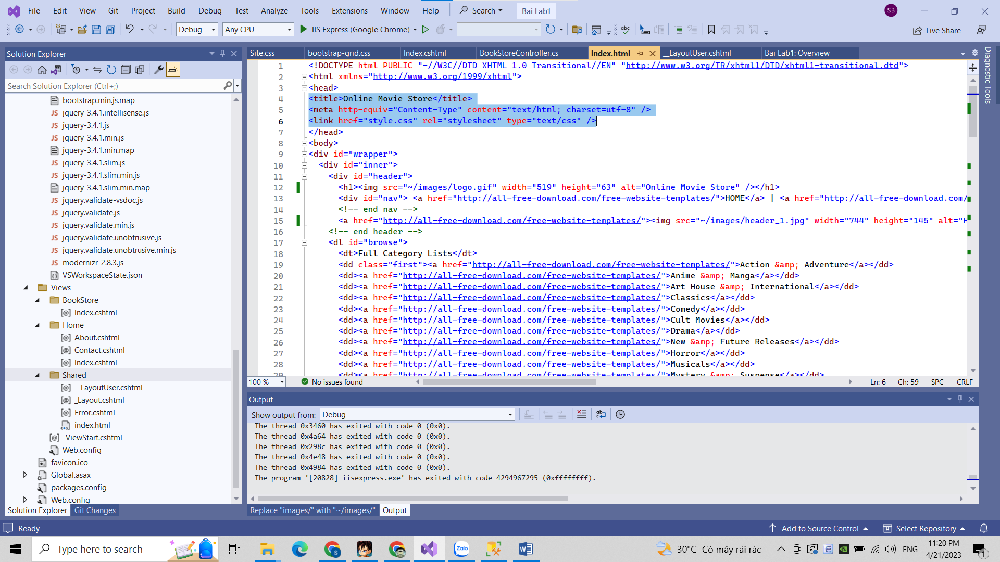 File Edit View Git Project Build Debug Test Analyze Tools Extensions Window Help Search Bai Lab1 SB
Debug Any CPU IIS Express (Google Chrome) Live Share
Solution Explorer
Search Solution Explorer (Ctrl+;)
bootstrap.min.js.map
JS jquery-3.4.1.intellisense.js
JS jquery-3.4.1.js
JS jquery-3.4.1.min.js
jquery-3.4.1.min.map
JS jquery-3.4.1.slim.js
JS jquery-3.4.1.slim.min.js
jquery-3.4.1.slim.min.map
JS jquery.validate-vsdoc.js
JS jquery.validate.js
JS jquery.validate.min.js
JS jquery.validate.unobtrusive.js
JS jquery.validate.unobtrusive.min.js
JS modernizr-2.8.3.js
VSWorkspaceState.json
Views
BookStore
[@] Index.cshtml
Home
[@] About.cshtml
[@] Contact.cshtml
[@] Index.cshtml
Shared
[@] __LayoutUser.cshtml
[@] _Layout.cshtml
[@] Error.cshtml
index.html
[@] _ViewStart.cshtml
Web.config
favicon.ico
Global.asax
packages.config
Web.config
Solution Explorer Git Changes
Site.css bootstrap-grid.css Index.cshtml BookStoreController.cs index.html __LayoutUser.cshtml Bai Lab1: Overview
1 <!DOCTYPE html PUBLIC "-//W3C//DTD XHTML 1.0 Transitional//EN" "http://www.w3.org/TR/xhtml1/DTD/xhtml1-transitional.dtd">
2 <html xmlns="http://www.w3.org/1999/xhtml">
3 <head>
4 <title>Online Movie Store</title>
5 <meta http-equiv="Content-Type" content="text/html; charset=utf-8" />
6 <link href="style.css" rel="stylesheet" type="text/css" />
7 </head>
8 <body>
9 <div id="wrapper">
10 <div id="inner">
11 <div id="header">
12 <h1><img src="~/images/logo.gif" width="519" height="63" alt="Online Movie Store" /></h1>
13 <div id="nav"> <a href="http://all-free-download.com/free-website-templates/">HOME</a> | <a href="http://all-free-download.com/
14 <!-- end nav -->
15 <a href="http://all-free-download.com/free-website-templates/"><img src="~/images/header_1.jpg" width="744" height="145" alt="H
16 <!-- end header -->
17 <dl id="browse">
18 <dt>Full Category Lists</dt>
19 <dd class="first"><a href="http://all-free-download.com/free-website-templates/">Action &amp; Adventure</a></dd>
20 <dd><a href="http://all-free-download.com/free-website-templates/">Anime &amp; Manga</a></dd>
21 <dd><a href="http://all-free-download.com/free-website-templates/">Art House &amp; International</a></dd>
22 <dd><a href="http://all-free-download.com/free-website-templates/">Classics</a></dd>
23 <dd><a href="http://all-free-download.com/free-website-templates/">Comedy</a></dd>
24 <dd><a href="http://all-free-download.com/free-website-templates/">Cult Movies</a></dd>
25 <dd><a href="http://all-free-download.com/free-website-templates/">Drama</a></dd>
26 <dd><a href="http://all-free-download.com/free-website-templates/">New &amp; Future Releases</a></dd>
27 <dd><a href="http://all-free-download.com/free-website-templates/">Horror</a></dd>
28 <dd><a href="http://all-free-download.com/free-website-templates/">Musicals</a></dd>
29 <dd><a href="http://all-free-download.com/free-website-templates/">Mystery &amp; Suspense</a></dd>
100 % No issues found Ln: 6 Ch: 59 SPC CRLF
Diagnostic Tools
Output
Show output from: Debug
The thread 0x3460 has exited with code 0 (0x0).
The thread 0x4a64 has exited with code 0 (0x0).
The thread 0x298c has exited with code 0 (0x0).
The thread 0x4e48 has exited with code 0 (0x0).
The thread 0x4984 has exited with code 0 (0x0).
The program '[20828] iisexpress.exe' has exited with code 4294967295 (0xffffffff).
Replace "images/" with "~/images/" Output
Ready Add to Source Control Select Repository
Type here to search Zalo 30°C Có mây rải rác ENG 11:20 PM
4/21/2023 1